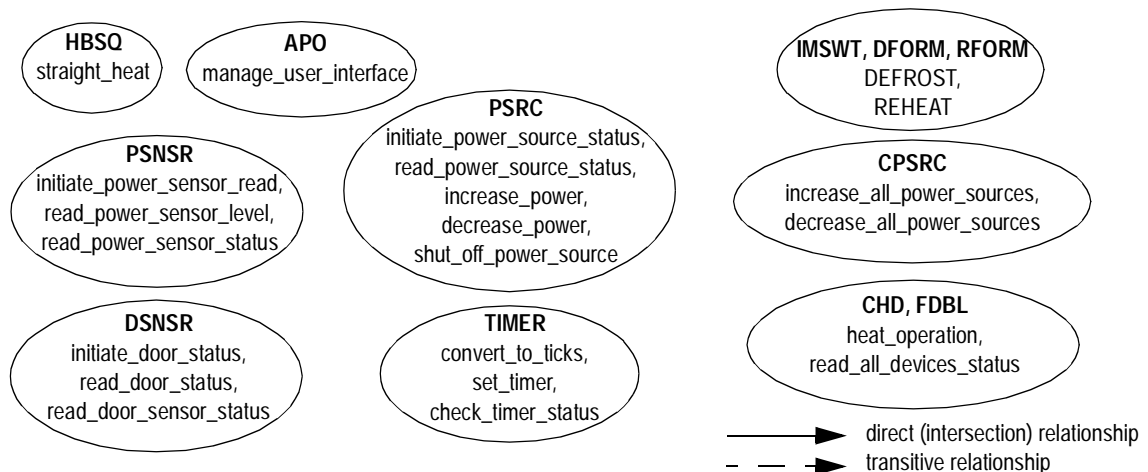 HBSQ
straight_heat
APO
manage_user_interface
IMSWT, DFORM, RFORM
DEFROST,
REHEAT
PSNSR
initiate_power_sensor_read,
read_power_sensor_level,
read_power_sensor_status
PSRC
initiate_power_source_status,
read_power_source_status,
increase_power,
decrease_power,
shut_off_power_source
CPSRC
increase_all_power_sources,
decrease_all_power_sources
DSNSR
initiate_door_status,
read_door_status,
read_door_sensor_status
TIMER
convert_to_ticks,
set_timer,
check_timer_status
CHD, FDBL
heat_operation,
read_all_devices_status
direct (intersection) relationship
transitive relationship